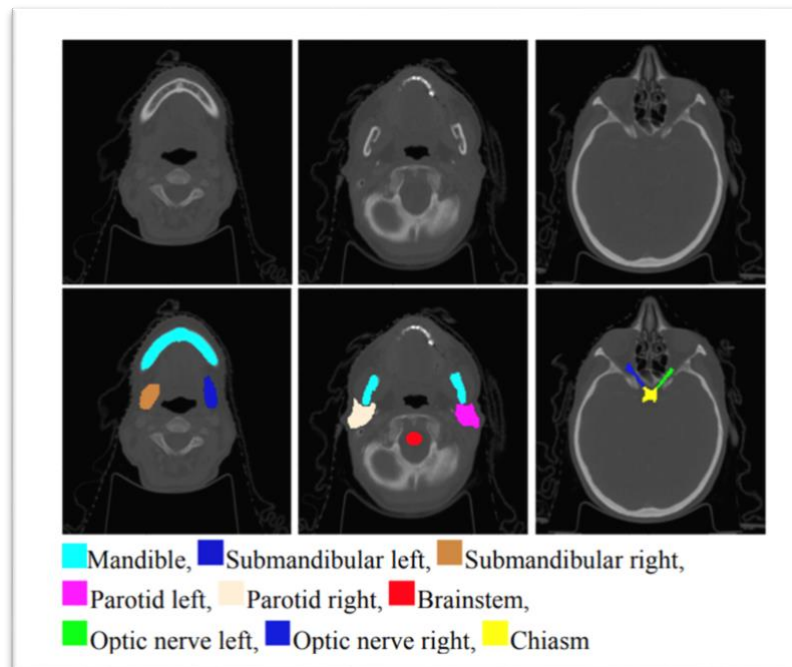 Mandible, Submandibular left, Submandibular right,
Parotid left, Parotid right, Brainstem,
Optic nerve left, Optic nerve right, Chiasm